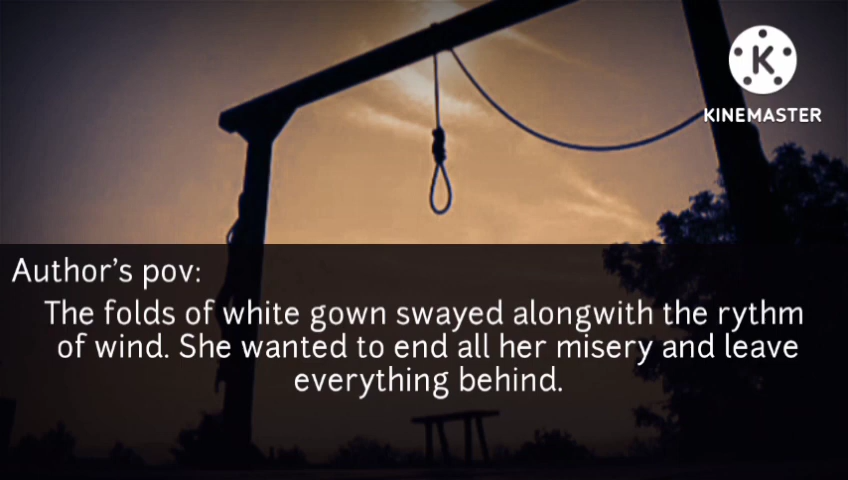 KINEMASTER
Author's pov:
The folds of white gown swayed alongwith the rythm
of wind. She wanted to end all her misery and leave
everything behind.